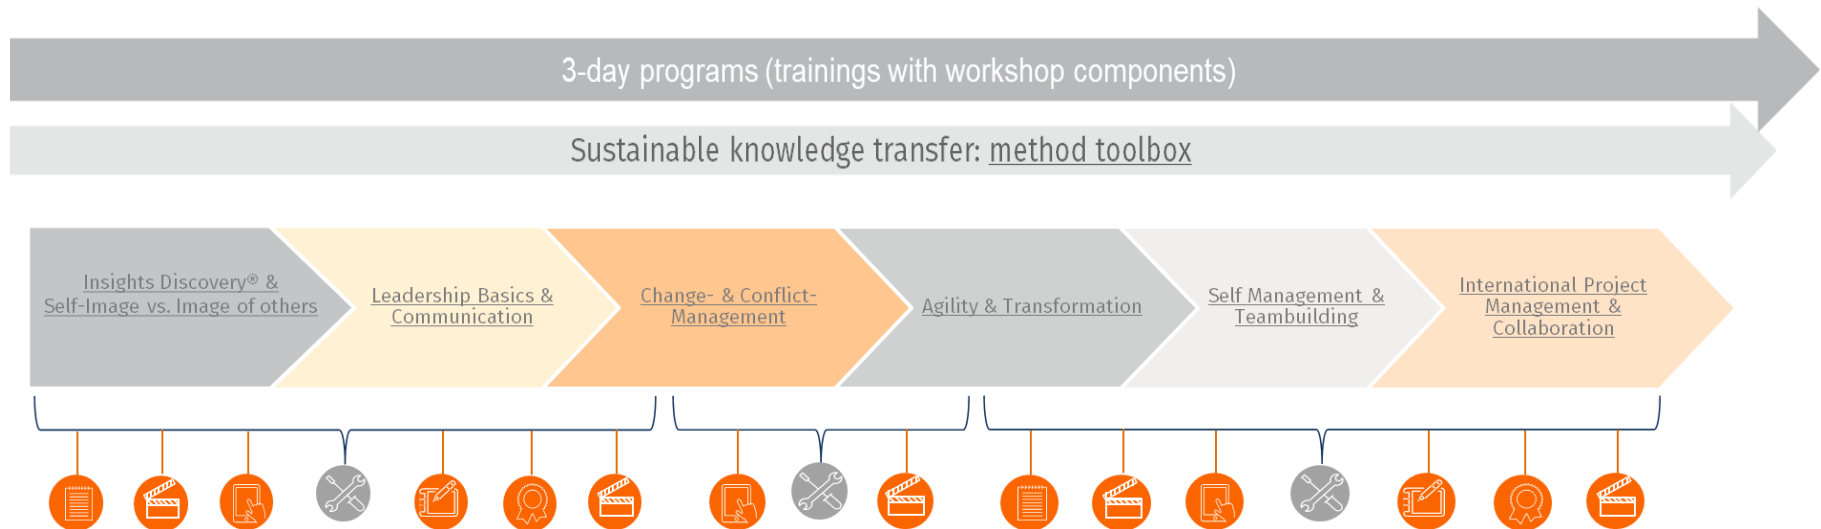 3-day programs (trainings with workshop components)
Sustainable knowledge transfer: method toolbox
Insights Discovery® &
Self-Image vs. Image of others
Leadership Basics &
Communication
Change- & Conflict-
Management
Agility & Transformation
Self Management &
Teambuilding
International Project
Management &
Collaboration